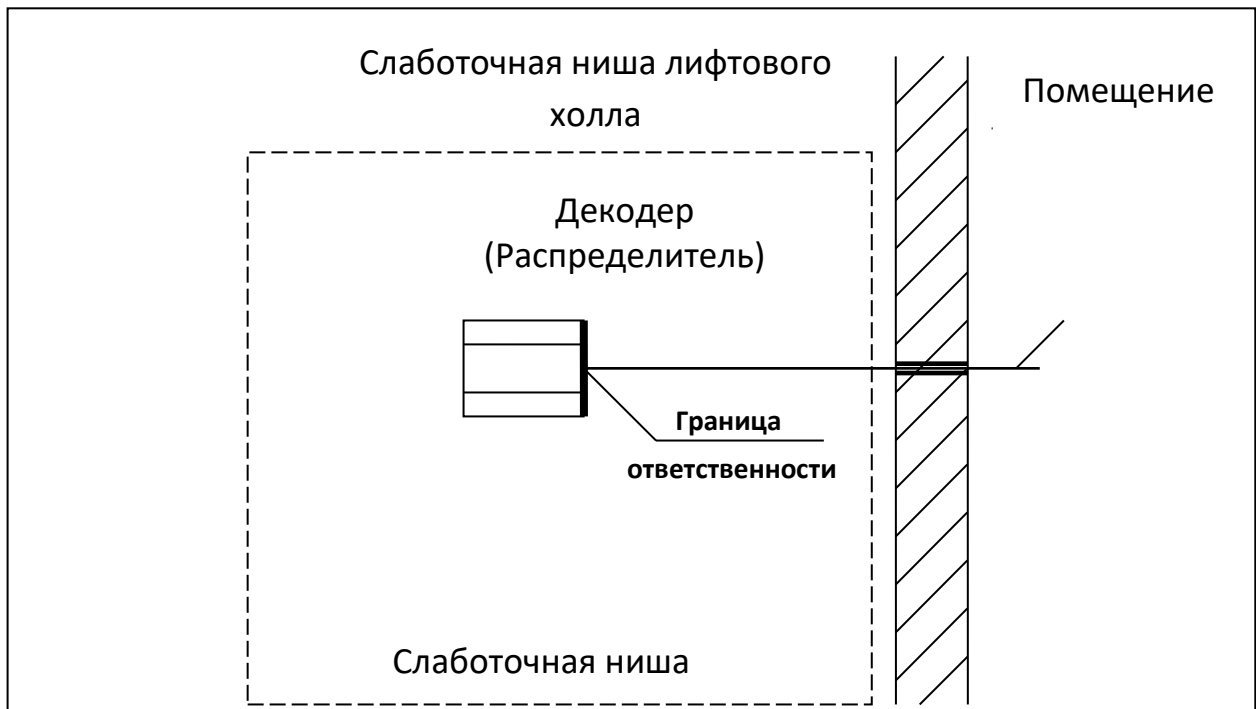 Слаботочная ниша лифтового
холла
Помещение
Декодер
(Распределитель)
Граница
ответственности
Слаботочная ниша